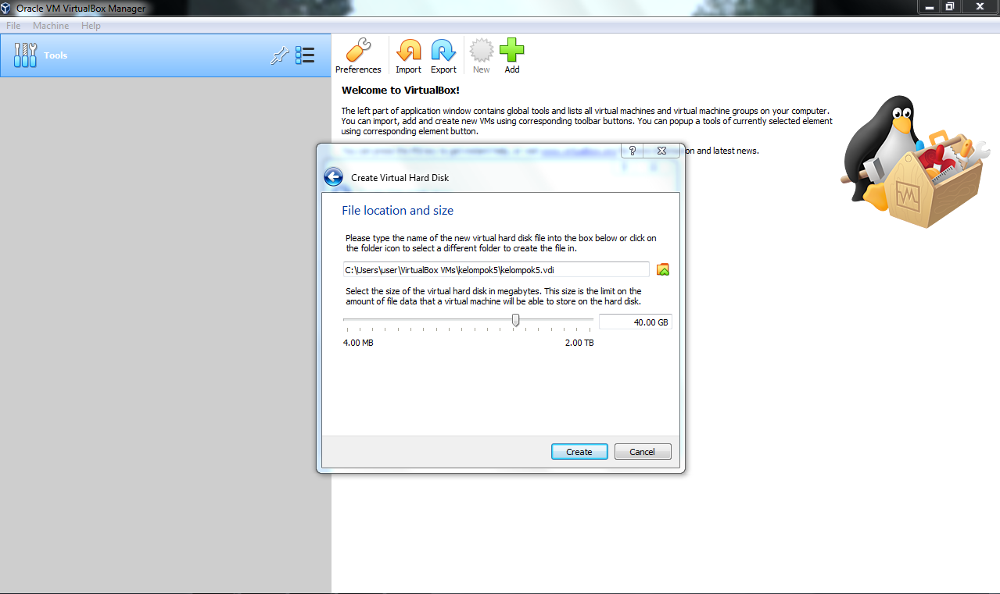 Oracle VM VirtualBox Manager
File Machine Help
Tools
Preferences Import Export New Add
Welcome to VirtualBox!
The left part of application window contains global tools and lists all virtual machines and virtual machine groups on your computer.
You can import, add and create new VMs using corresponding toolbar buttons. You can popup a tools of currently selected element
using corresponding element button.
and latest news.
?
Create Virtual Hard Disk
File location and size
Please type the name of the new virtual hard disk file into the box below or click on
the folder icon to select a different folder to create the file in.
C:\Users\user\VirtualBox VMs\kelompok5\kelompok5.vdi
Select the size of the virtual hard disk in megabytes. This size is the limit on the
amount of file data that a virtual machine will be able to store on the hard disk.
40.00 GB
4.00 MB 2.00 TB
Create Cancel